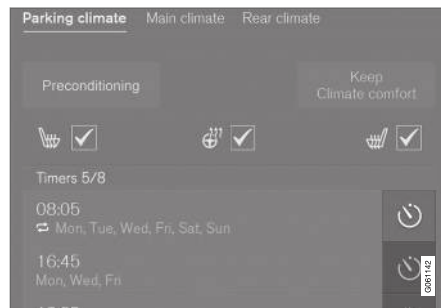 Parking climate Main climate Rear climate
Preconditioning
Keep
Climate comfort
Timers 5/8
08:05
Mon, Tue, Wed, Fri, Sat, Sun
16:45
Mon, Wed, Fri
G061142